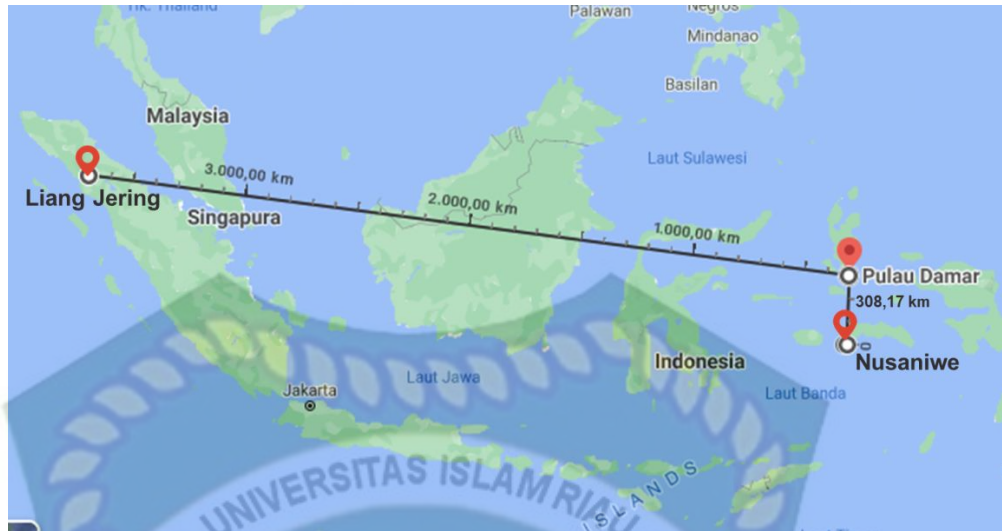 Palawan
Negros
Mindanao
Basilan
Malaysia
Laut Sulawesi
3.000,00 km
Liang Jering
Singapura
2.000,00 km
1.000,00 km
Pulau Damar
308,17 km
Indonesia
Nusaniwe
Laut Jawa
Jakarta
Laut Banda
UNIVERSITAS ISLAM RIAU
ISLANDS